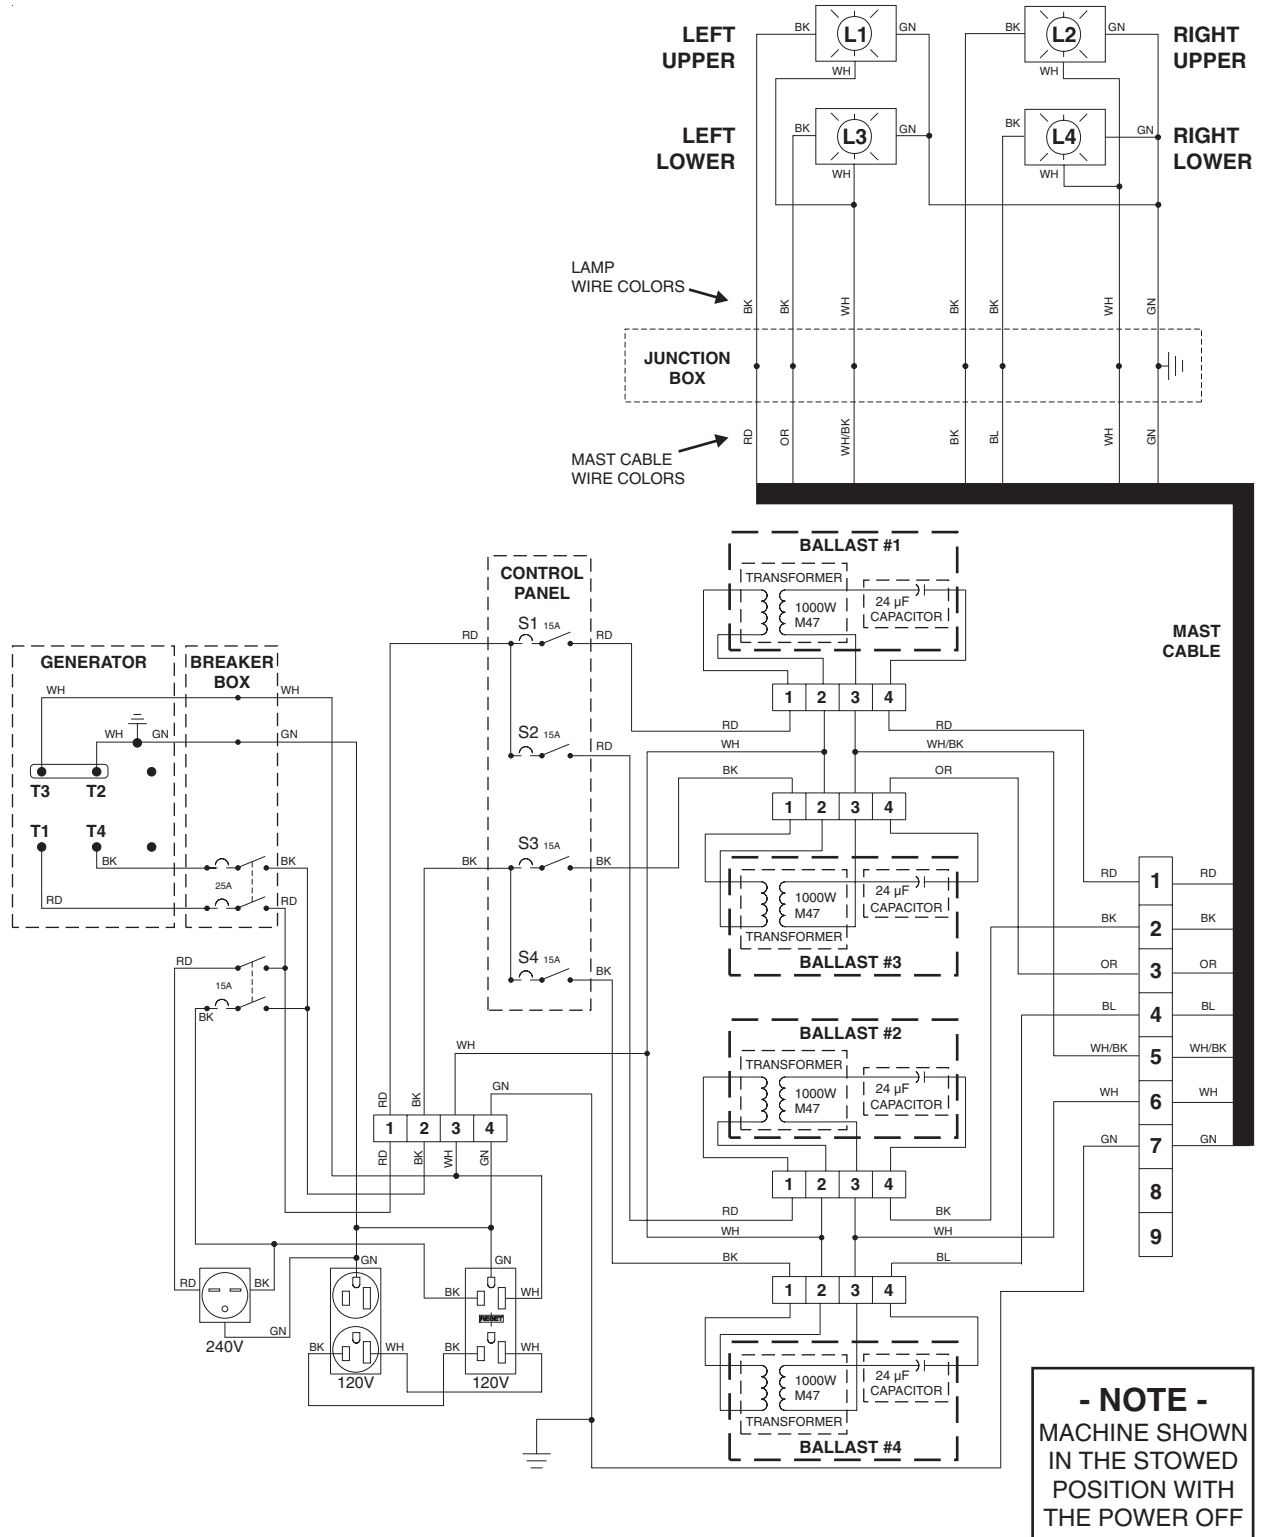 LEFT UPPER
BK
L1
GN
WH
BK
L2
GN
WH
RIGHT UPPER
LEFT LOWER
BK
L3
GN
WH
BK
L4
GN
WH
RIGHT LOWER
LAMP
WIRE COLORS
BK
BK
WH
BK
BK
WH
GN
JUNCTION
BOX
MAST CABLE
WIRE COLORS
RD
OR
WH/BK
BK
BL
WH
GN
MAST
CABLE
BALLAST #1
TRANSFORMER
1000W
M47
24 µF
CAPACITOR
1 2 3 4
RD
RD
WH
WH/BK
BK
OR
1 2 3 4
1000W
M47
24 µF
CAPACITOR
TRANSFORMER
BALLAST #3
BALLAST #2
TRANSFORMER
1000W
M47
24 µF
CAPACITOR
1 2 3 4
RD
BK
WH
WH
BK
BL
1 2 3 4
1000W
M47
24 µF
CAPACITOR
TRANSFORMER
BALLAST #4
CONTROL
PANEL
RD
S1 15A
RD
S2 15A
RD
BK
S3 15A
BK
S4 15A
BK
GENERATOR
WH
WH
GN
T3 T2
T1 T4
BK
RD
BREAKER
BOX
WH
GN
BK
25A
RD
RD
15A
BK
WH
GN
RD
BK
1 2 3 4
RD
BK
WH
GN
RD
BK
GN
240V
GN
BK
WH
120V
GN
BK
WH
RESET
BK
WH
120V
RD 1 RD
BK 2 BK
OR 3 OR
BL 4 BL
WH/BK 5 WH/BK
WH 6 WH
GN 7 GN
8
9
- NOTE -
MACHINE SHOWN
IN THE STOWED
POSITION WITH
THE POWER OFF